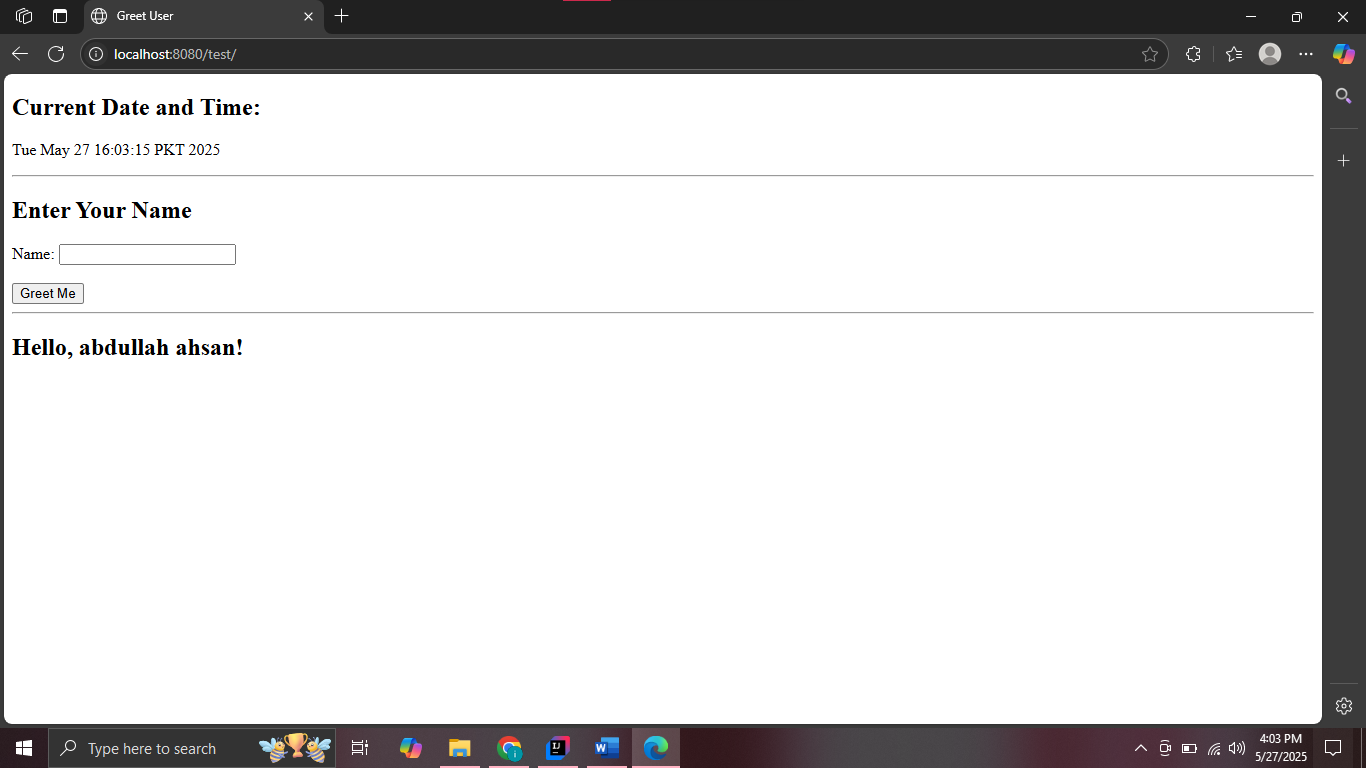 Greet User
localhost:8080/test/
Current Date and Time:
Tue May 27 16:03:15 PKT 2025
Enter Your Name
Name:
Greet Me
Hello, abdullah ahsan!
Type here to search
4:03 PM
5/27/2025